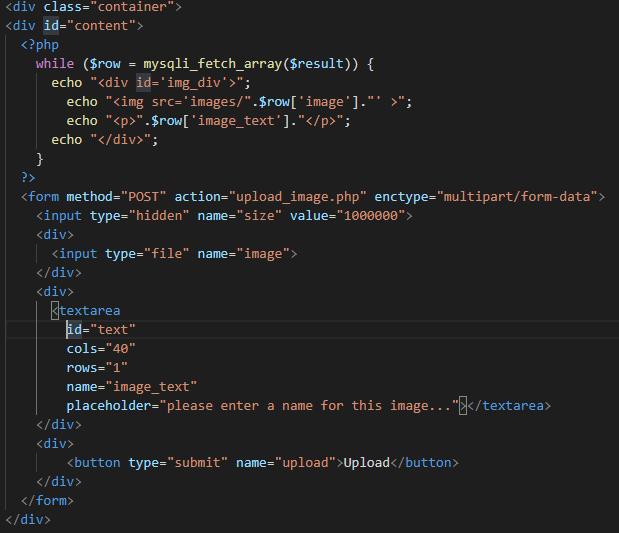 <div class="container">
<div id="content">
<?php
while ($row = mysqli_fetch_array($result)) {
echo "<div id='img_div'>";
echo "<img src='images/".$row['image']."' >";
echo "<p>".$row['image_text']."</p>";
echo "</div>";
}
?>
<form method="POST" action="upload_image.php" enctype="multipart/form-data">
<input type="hidden" name="size" value="1000000">
<div>
<input type="file" name="image">
</div>
<div>
<textarea
id="text"
cols="40"
rows="1"
name="image_text"
placeholder="please enter a name for this image..."></textarea>
</div>
<div>
<button type="submit" name="upload">Upload</button>
</div>
</form>
</div>